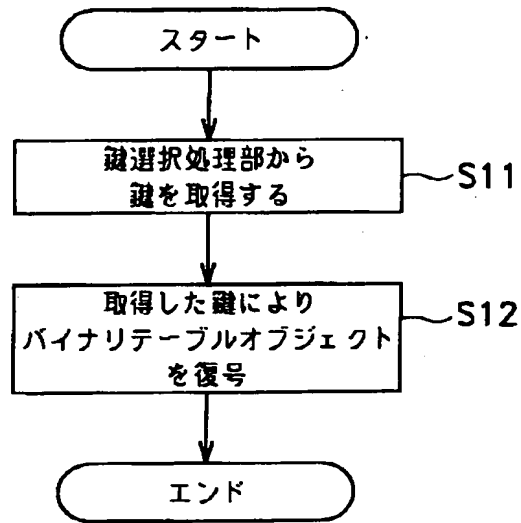 スタート
鍵選択処理部から
鍵を取得する
S11
取得した鍵により
バイナリテーブルオブジェクト
を復号
S12
エンド